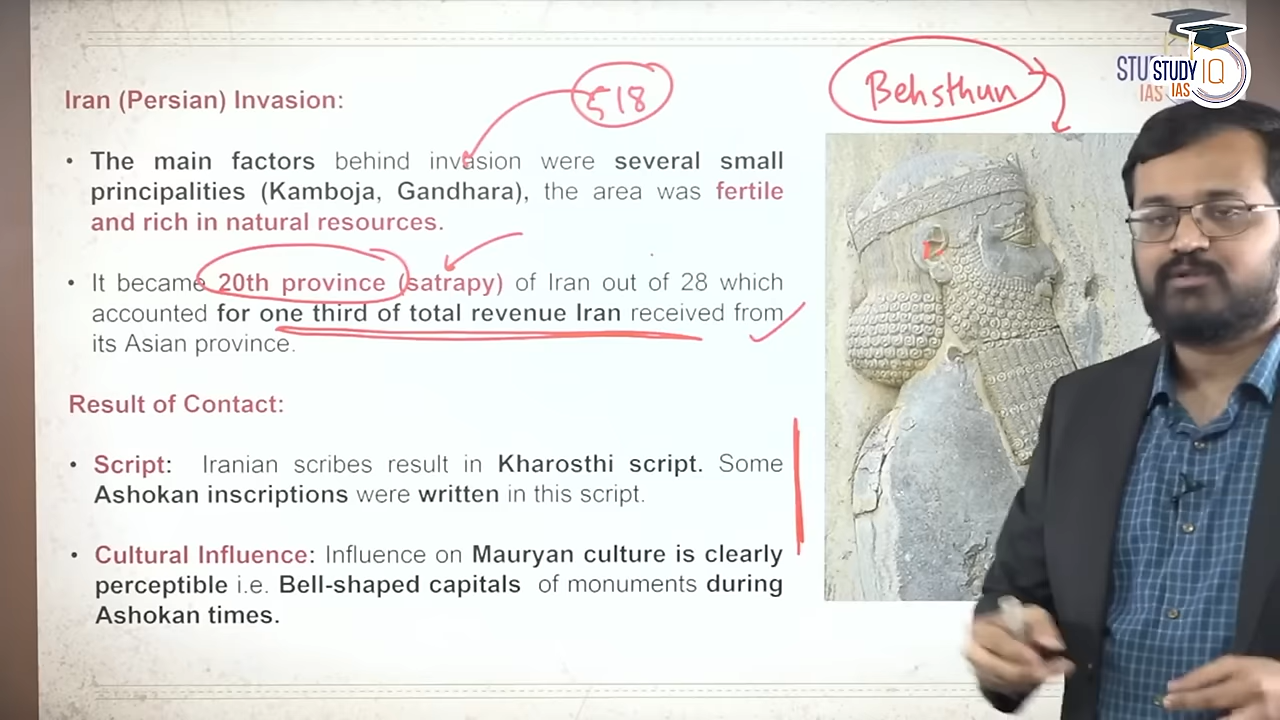 518
Behsthun
STUDY IQ
IAS
Iran (Persian) Invasion:
• The main factors behind invasion were several small
principalities (Kamboja, Gandhara), the area was fertile
and rich in natural resources.
• It became 20th province (satrapy) of Iran out of 28 which
accounted for one third of total revenue Iran received from
its Asian province.
Result of Contact:
• Script: Iranian scribes result in Kharosthi script. Some
Ashokan inscriptions were written in this script.
• Cultural Influence: Influence on Mauryan culture is clearly
perceptible i.e. Bell-shaped capitals of monuments during
Ashokan times.